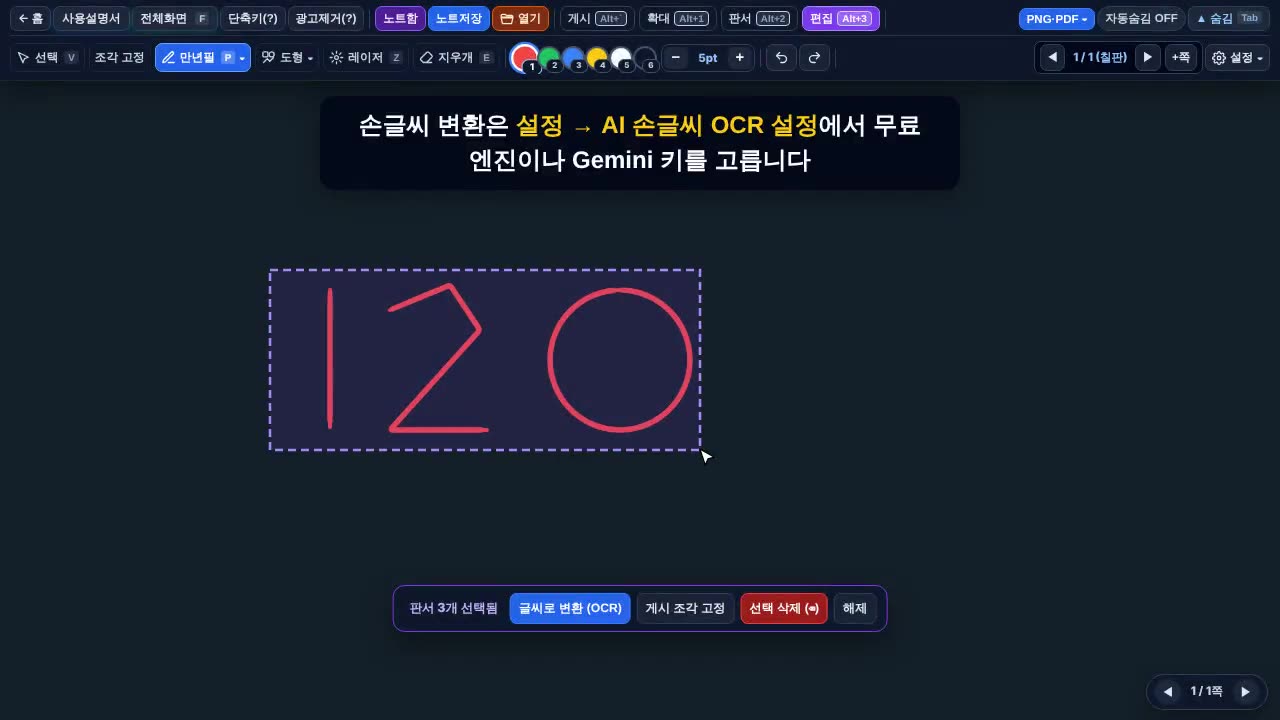 ← 홈 사용설명서 전체화면 F 단축키(?) 광고제거(?) 노트함 노트저장 열기 게시 Alt+` 확대 Alt+1 판서 Alt+2 편집 Alt+3 PNG·PDF 자동숨김 OFF ▲ 숨김 Tab
선택 V 조각 고정 만년필 P 도형 레이저 Z 지우개 E 1 2 3 4 5 6 − 5pt + ◀ 1 / 1(칠판) ▶ +쪽 설정
손글씨 변환은 설정 → AI 손글씨 OCR 설정에서 무료
엔진이나 Gemini 키를 고릅니다
120
판서 3개 선택됨 글씨로 변환 (OCR) 게시 조각 고정 선택 삭제 (⌫) 해제
◀ 1 / 1쪽 ▶